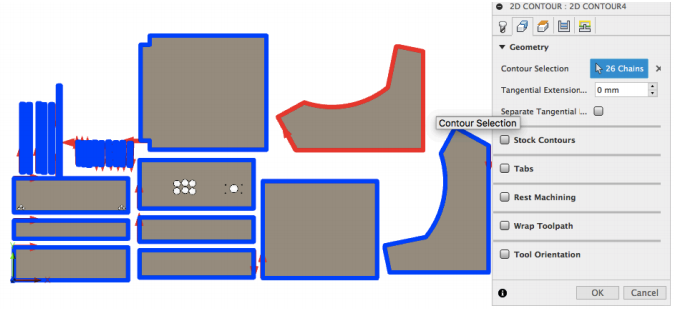 2D CONTOUR : 2D CONTOUR4
Geometry
Contour Selection
26 Chains
Tangential Extension...
0 mm
Separate Tangential ...
Contour Selection
Stock Contours
Tabs
Rest Machining
Wrap Toolpath
Tool Orientation
OK
Cancel